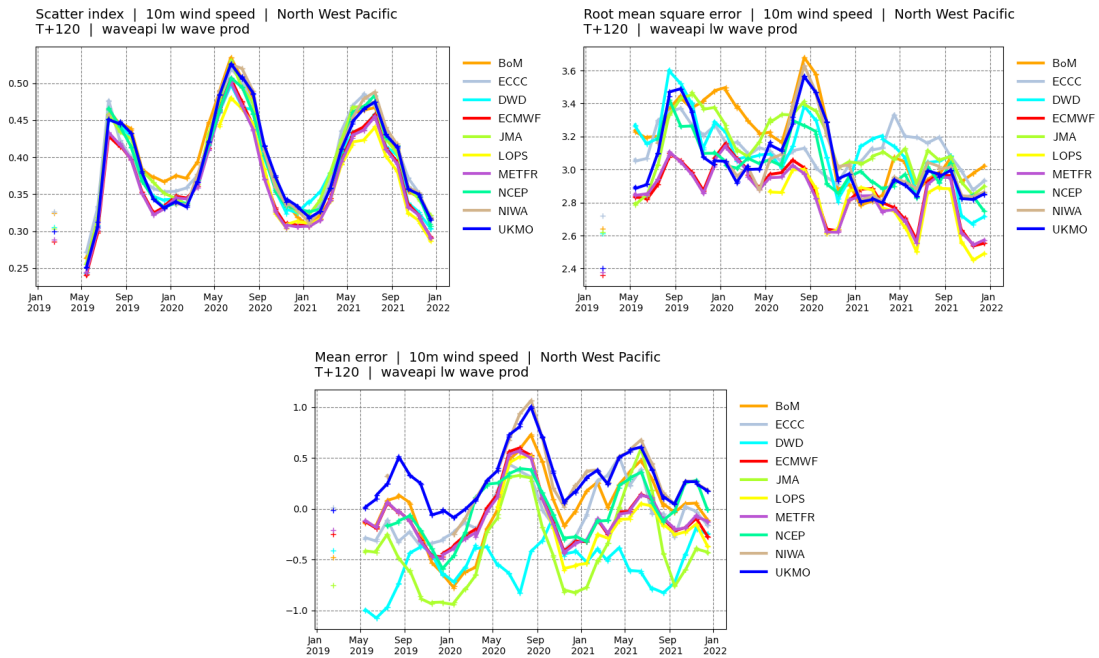 Scatter index | 10m wind speed | North West Pacific
T+120 | waveapi lw wave prod
0.50
0.45
0.40
0.35
0.30
0.25
Jan 2019
May 2019
Sep 2019
Jan 2020
May 2020
Sep 2020
Jan 2021
May 2021
Sep 2021
Jan 2022
BoM
ECCC
DWD
ECMWF
JMA
LOPS
METFR
NCEP
NIWA
UKMO
Root mean square error | 10m wind speed | North West Pacific
T+120 | waveapi lw wave prod
3.6
3.4
3.2
3.0
2.8
2.6
2.4
Jan 2019
May 2019
Sep 2019
Jan 2020
May 2020
Sep 2020
Jan 2021
May 2021
Sep 2021
Jan 2022
BoM
ECCC
DWD
ECMWF
JMA
LOPS
METFR
NCEP
NIWA
UKMO
Mean error | 10m wind speed | North West Pacific
T+120 | waveapi lw wave prod
1.0
0.5
0.0
−0.5
−1.0
Jan 2019
May 2019
Sep 2019
Jan 2020
May 2020
Sep 2020
Jan 2021
May 2021
Sep 2021
Jan 2022
BoM
ECCC
DWD
ECMWF
JMA
LOPS
METFR
NCEP
NIWA
UKMO